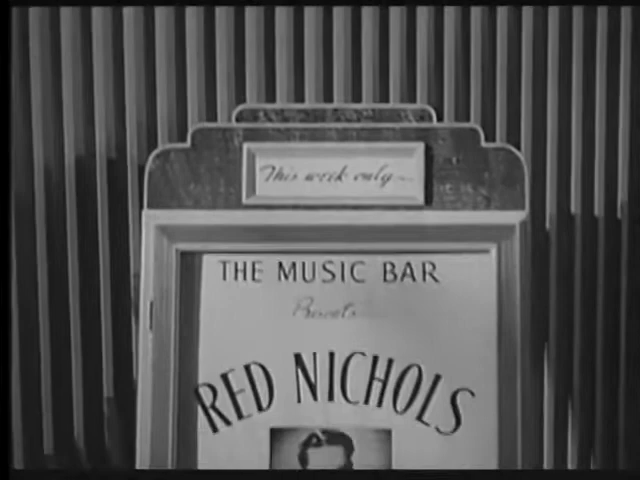 This week only
THE MUSIC BAR
Presents
RED NICHOLS